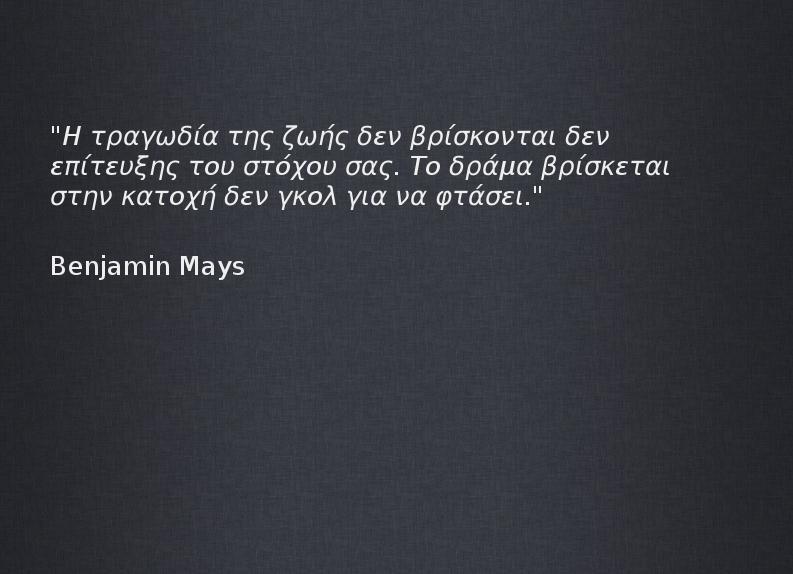 "Η τραγωδία της ζωής δεν βρίσκονται δεν
επίτευξης του στόχου σας. Το δράμα βρίσκεται
στην κατοχή δεν γκολ για να φτάσει."
Benjamin Mays